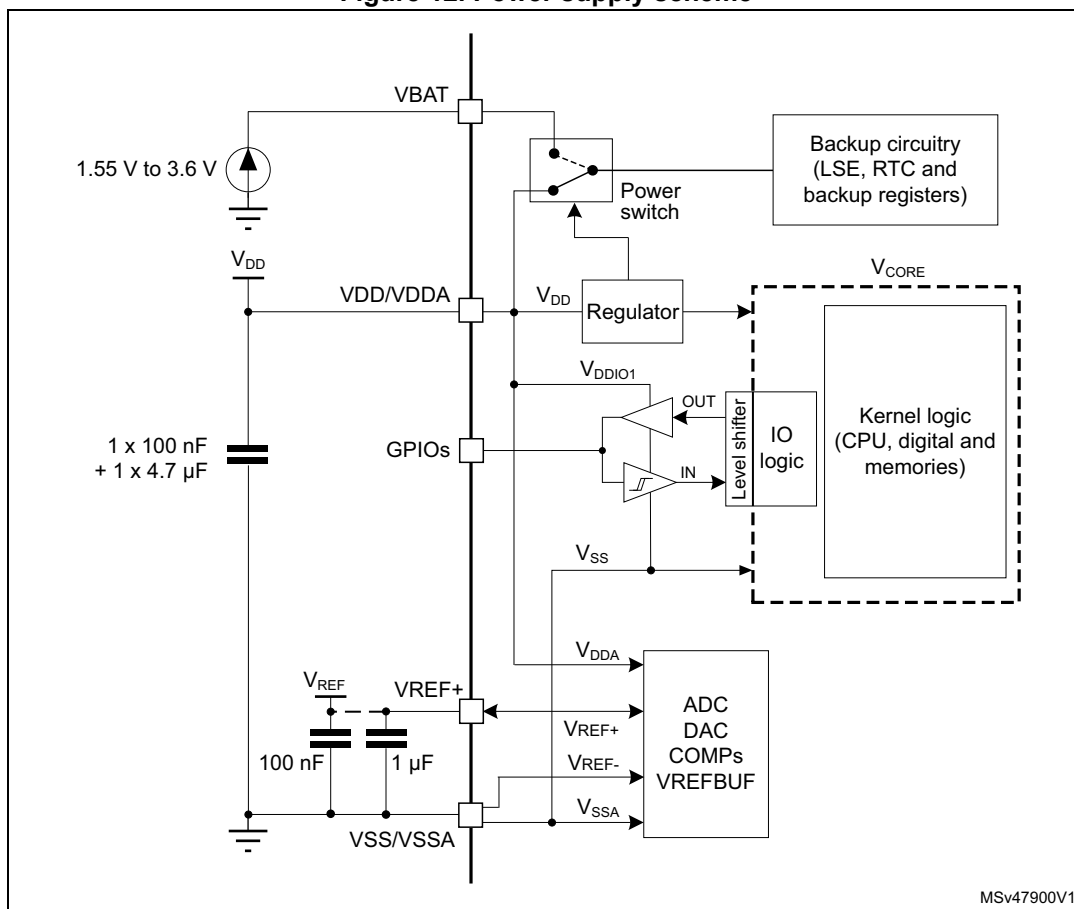 Figure 12. Power supply scheme
VBAT
1.55 V to 3.6 V
Power
switch
Backup circuitry
(LSE, RTC and
backup registers)
VDD
VDD/VDDA
VDD
Regulator
VCORE
VDDIO1
OUT
GPIOs
IN
Level shifter
IO
logic
Kernel logic
(CPU, digital and
memories)
1 x 100 nF
+ 1 x 4.7 µF
VSS
VDDA
VREF
VREF+
VREF+
ADC
DAC
COMPs
VREFBUF
100 nF
1 µF
VREF-
VSSA
VSS/VSSA
MSv47900V1